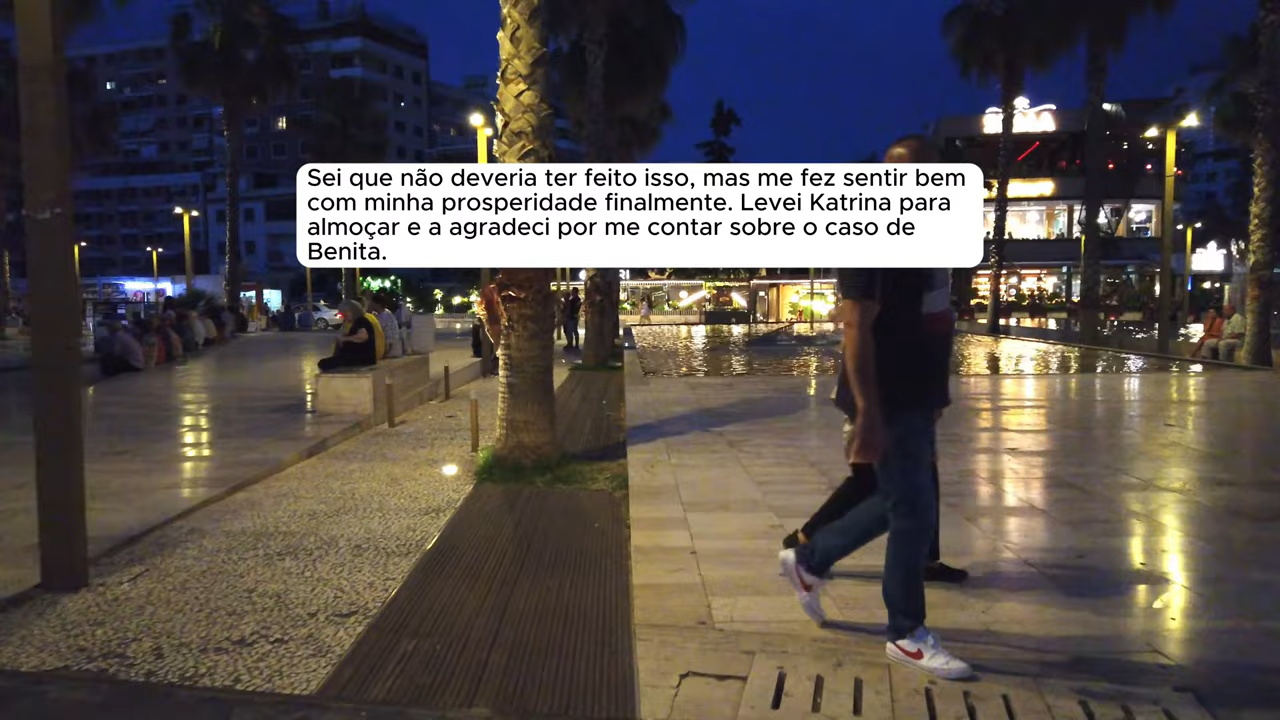 Sei que não deveria ter feito isso, mas me fez sentir bem
com minha prosperidade finalmente. Levei Katrina para
almoçar e a agradeci por me contar sobre o caso de
Benita.